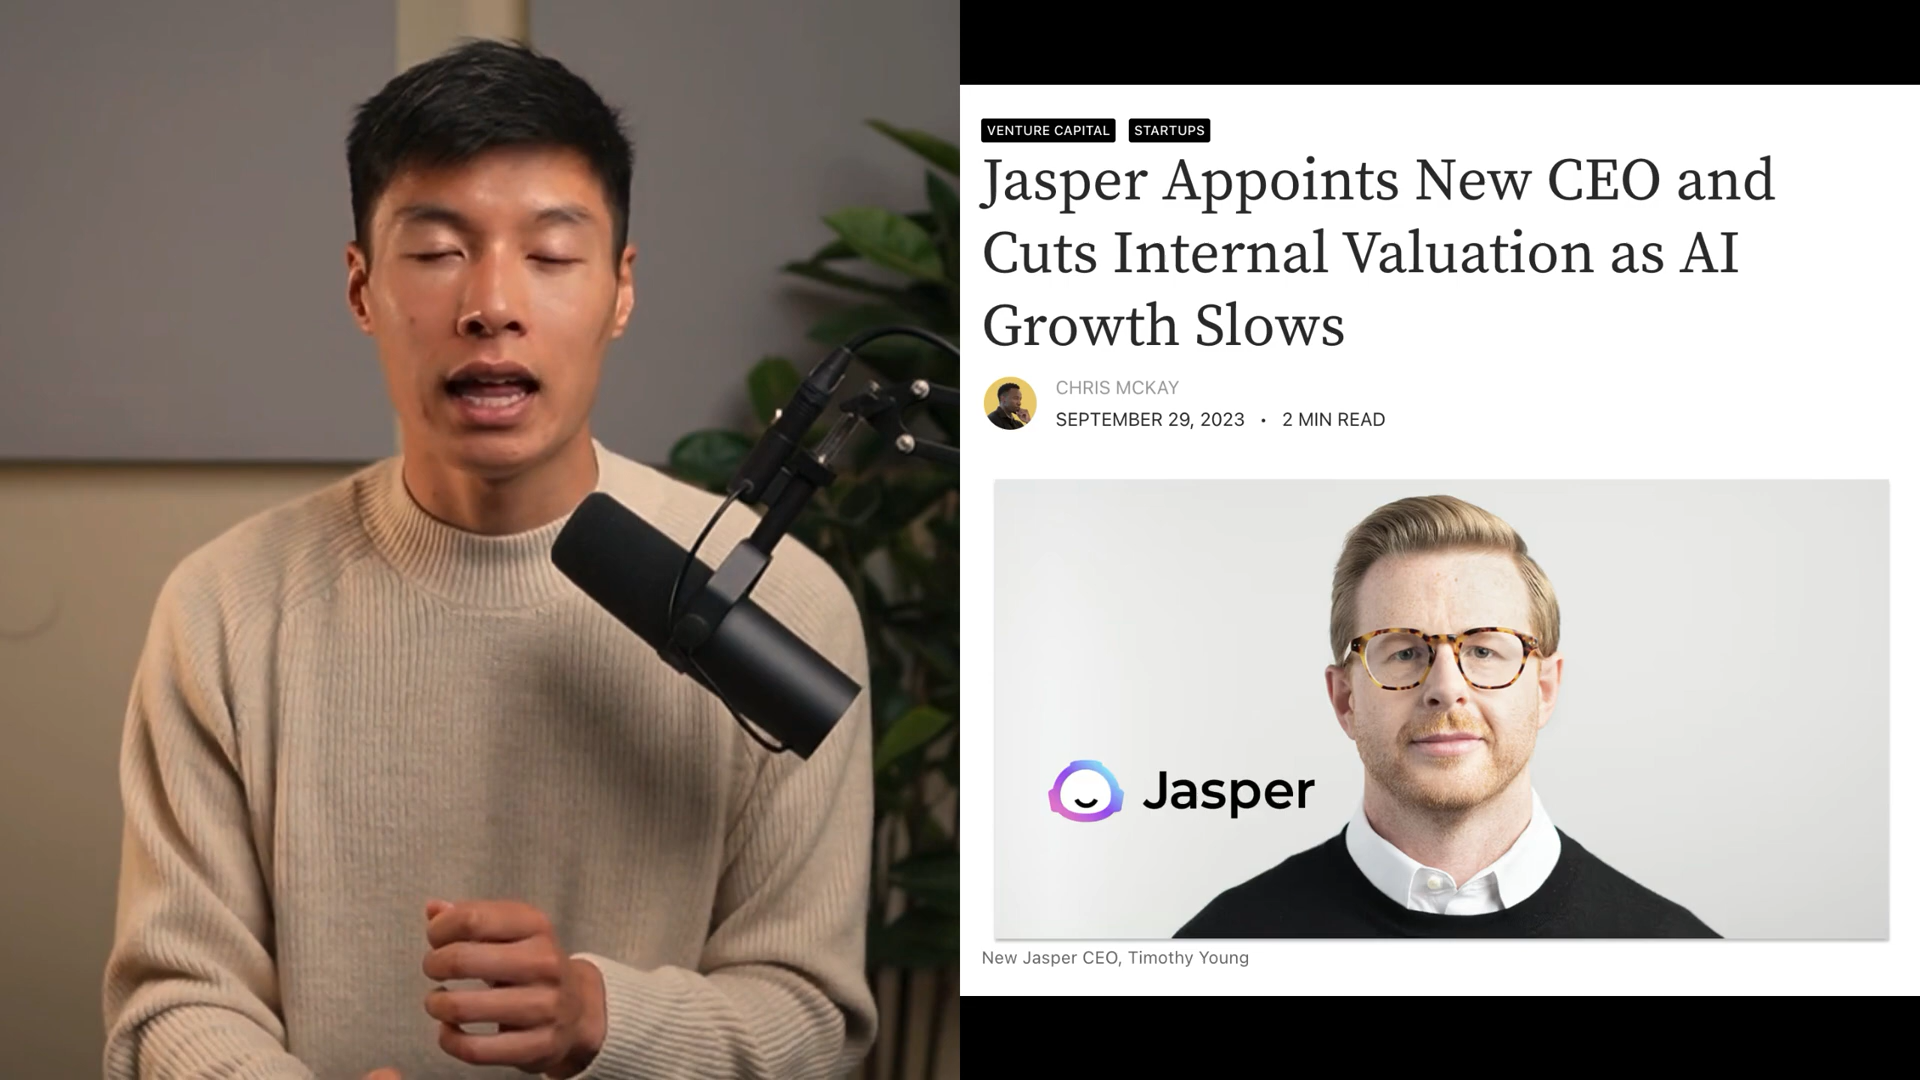 VENTURE CAPITAL STARTUPS
Jasper Appoints New CEO and
Cuts Internal Valuation as AI
Growth Slows
CHRIS MCKAY
SEPTEMBER 29, 2023 • 2 MIN READ
Jasper
New Jasper CEO, Timothy Young